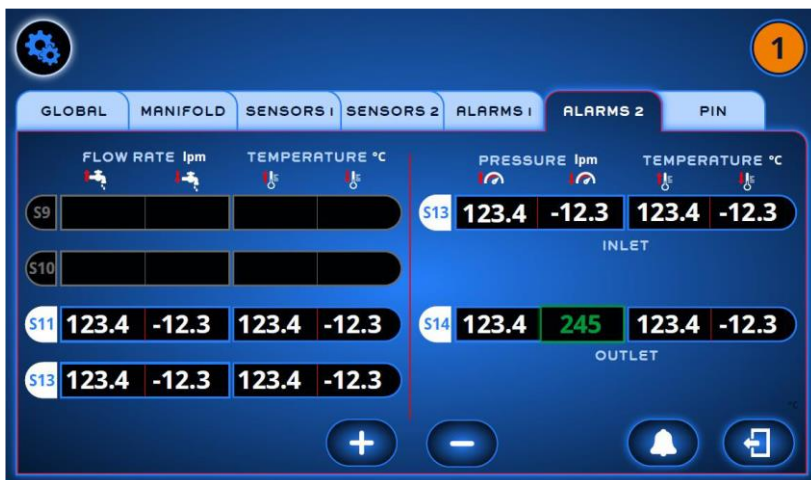 1
GLOBAL MANIFOLD SENSORS 1 SENSORS 2 ALARMS 1 ALARMS 2 PIN
FLOW RATE lpm TEMPERATURE °C PRESSURE lpm TEMPERATURE °C
S9 S13 123.4 -12.3 123.4 -12.3
INLET
S10
S11 123.4 -12.3 123.4 -12.3 S14 123.4 245 123.4 -12.3
OUTLET
S13 123.4 -12.3 123.4 -12.3
°C
+ -